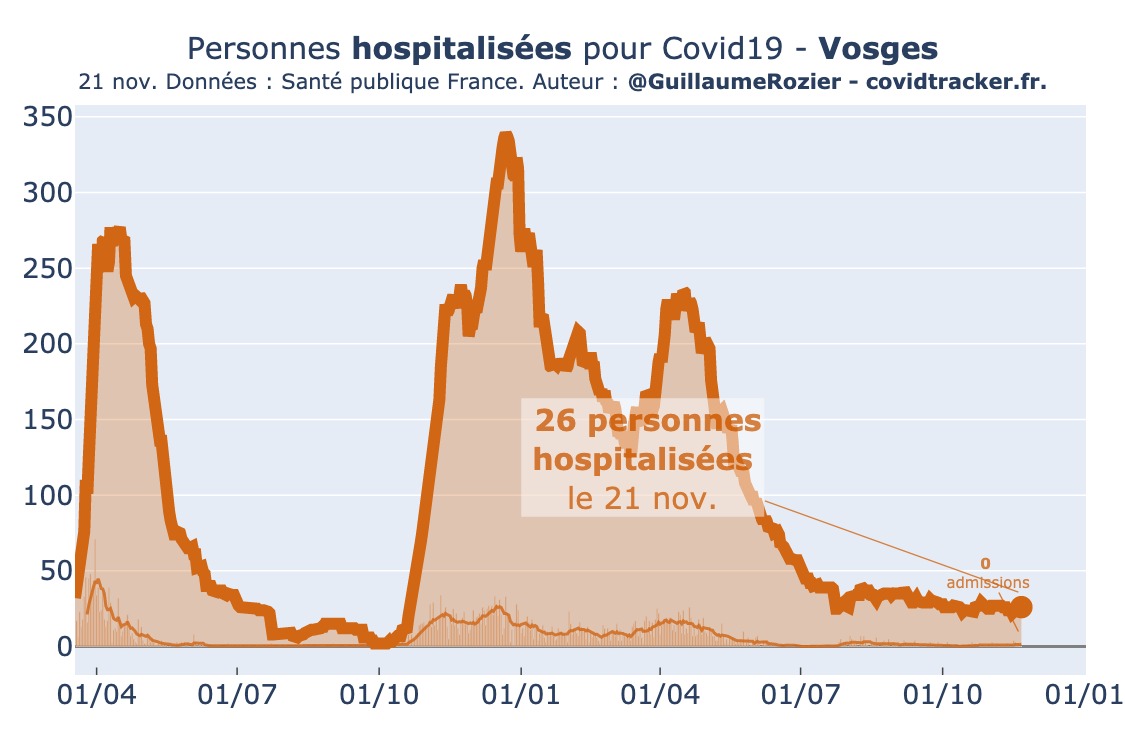 Personnes hospitalisées pour Covid19 - Vosges
21 nov. Données : Santé publique France. Auteur : @GuillaumeRozier - covidtracker.fr.
350
300
250
200
150
100
50
0
26 personnes
hospitalisées
le 21 nov.
0
admissions
01/04
01/07
01/10
01/01
01/04
01/07
01/10
01/01